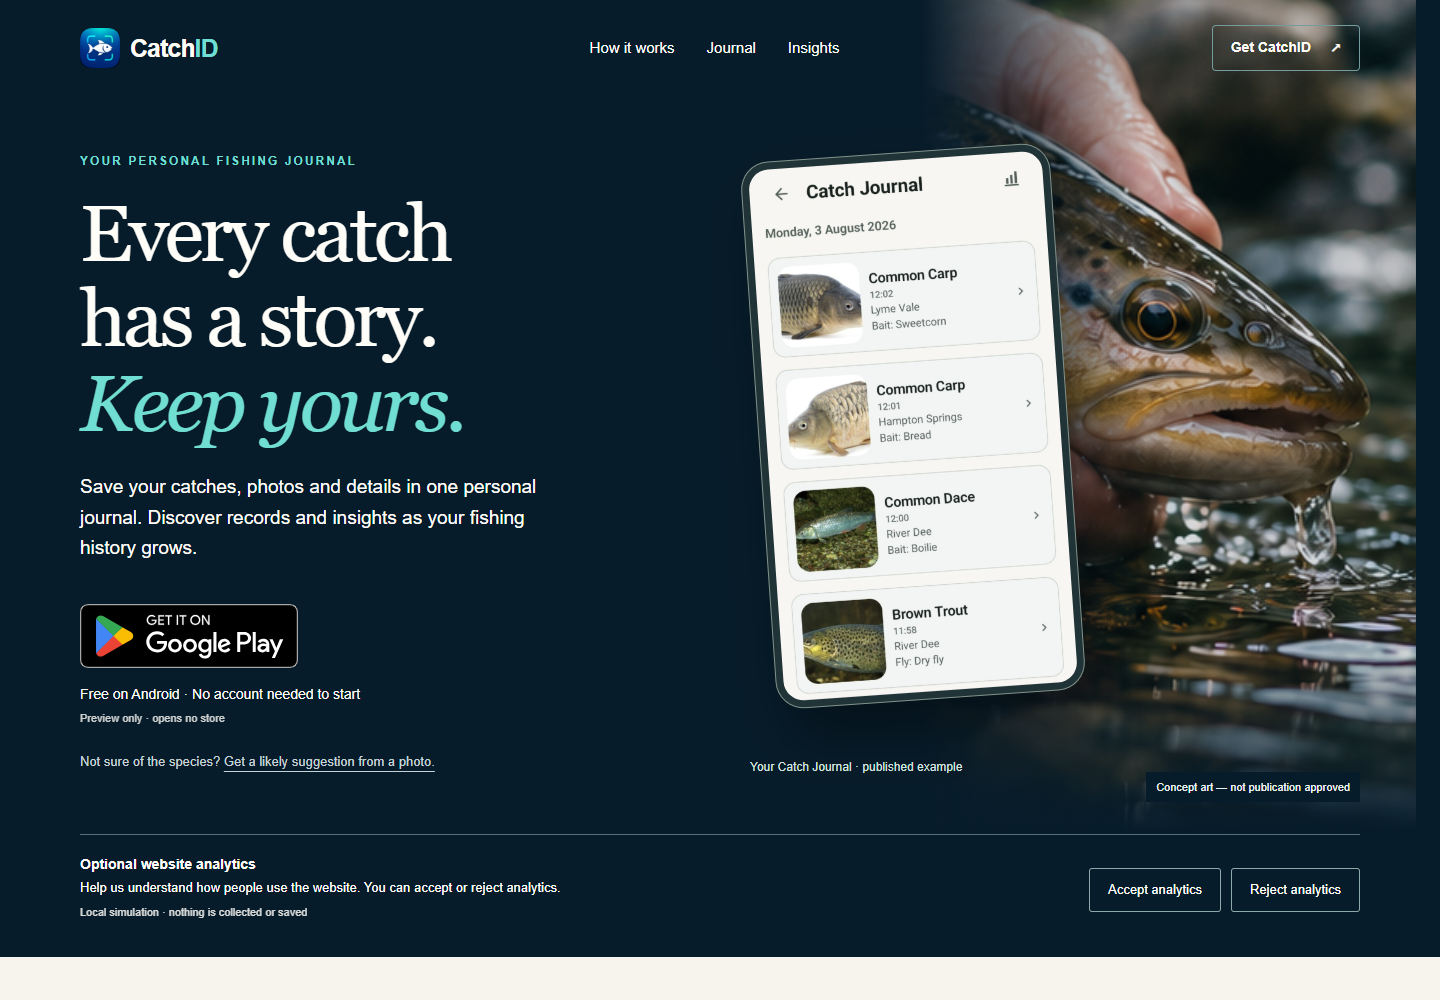 CatchID
How it works
Journal
Insights
Get CatchID ↗
YOUR PERSONAL FISHING JOURNAL
Every catch
has a story.
Keep yours.
Save your catches, photos and details in one personal
journal. Discover records and insights as your fishing
history grows.
GET IT ON
Google Play
Free on Android · No account needed to start
Preview only · opens no store
Not sure of the species? Get a likely suggestion from a photo.
Catch Journal
Monday, 3 August 2026
Common Carp
12:02
Lyme Vale
Bait: Sweetcorn
Common Carp
12:01
Hampton Springs
Bait: Bread
Common Dace
12:00
River Dee
Bait: Boilie
Brown Trout
11:58
River Dee
Fly: Dry fly
Your Catch Journal · published example
Concept art — not publication approved
Optional website analytics
Help us understand how people use the website. You can accept or reject analytics.
Local simulation · nothing is collected or saved
Accept analytics
Reject analytics